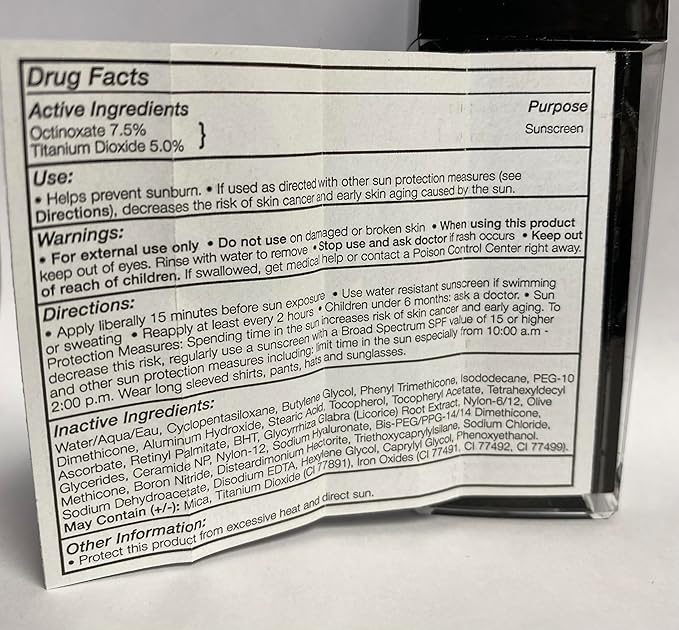 Drug Facts
Active Ingredients Purpose
Octinoxate 7.5% } Sunscreen
Titanium Dioxide 5.0%
Use:
• Helps prevent sunburn. • If used as directed with other sun protection measures (see
Directions), decreases the risk of skin cancer and early skin aging caused by the sun.
Warnings:
• For external use only • Do not use on damaged or broken skin • When using this product
keep out of eyes. Rinse with water to remove • Stop use and ask doctor if rash occurs • Keep out
of reach of children. If swallowed, get medical help or contact a Poison Control Center right away.
Directions:
• Apply liberally 15 minutes before sun exposure • Use water resistant sunscreen if swimming
or sweating • Reapply at least every 2 hours • Children under 6 months: ask a doctor. • Sun
Protection Measures: Spending time in the sun increases risk of skin cancer and early aging. To
decrease this risk, regularly use a sunscreen with a Broad Spectrum SPF value of 15 or higher
and other sun protection measures including: limit time in the sun especially from 10:00 a.m -
2:00 p.m. Wear long sleeved shirts, pants, hats and sunglasses.
Inactive Ingredients:
Water/Aqua/Eau, Cyclopentasiloxane, Butylene Glycol, Phenyl Trimethicone, Isododecane, PEG-10
Dimethicone, Aluminum Hydroxide, Stearic Acid, Tocopherol, Tocopheryl Acetate, Tetrahexyldecyl
Ascorbate, Retinyl Palmitate, BHT, Glycyrrhiza Glabra (Licorice) Root Extract, Nylon-6/12, Olive
Glycerides, Ceramide NP, Nylon-12, Sodium Hyaluronate, Bis-PEG/PPG-14/14 Dimethicone,
Methicone, Boron Nitride, Disteardimonium Hectorite, Triethoxycaprylylsilane, Sodium Chloride,
Sodium Dehydroacetate, Disodium EDTA, Hexylene Glycol, Caprylyl Glycol, Phenoxyethanol.
May Contain (+/-): Mica, Titanium Dioxide (CI 77891), Iron Oxides (CI 77491, CI 77492, CI 77499).
Other Information:
• Protect this product from excessive heat and direct sun.